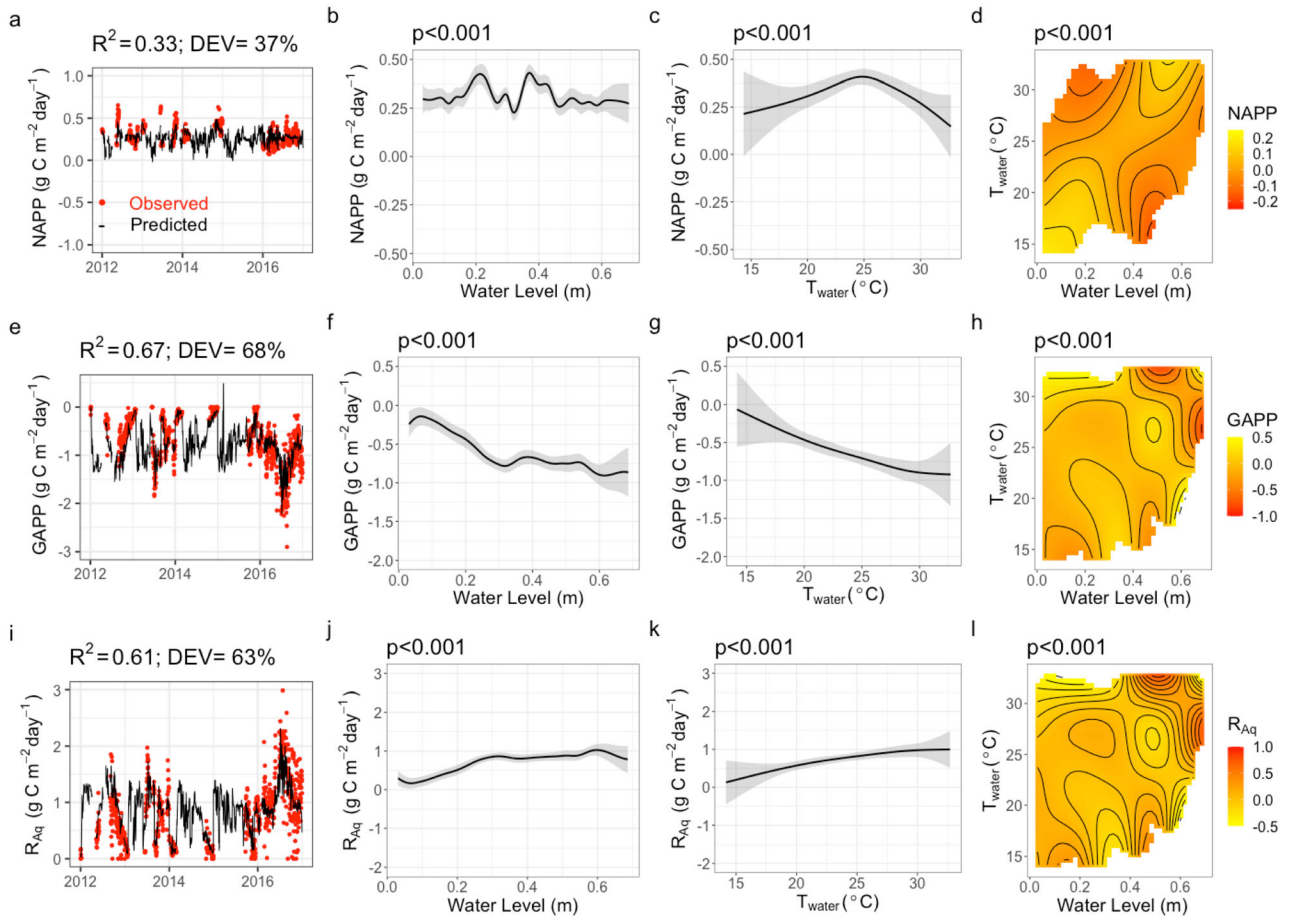 a
R²=0.33; DEV= 37%
NAPP (g C m⁻² day⁻¹)
1.0
0.5
0.0
-0.5
-1.0
Observed
Predicted
2012 2014 2016
b
p<0.001
NAPP (g C m⁻² day⁻¹)
0.50
0.25
0.00
-0.25
-0.50
0.0 0.2 0.4 0.6
Water Level (m)
c
p<0.001
NAPP (g C m⁻² day⁻¹)
0.50
0.25
0.00
-0.25
-0.50
15 20 25 30
Twater(°C)
d
p<0.001
Twater(°C)
30
25
20
15
0.0 0.2 0.4 0.6
Water Level (m)
NAPP
0.2
0.1
0.0
-0.1
-0.2
e
R²=0.67; DEV= 68%
GAPP (g C m⁻² day⁻¹)
0
-1
-2
-3
2012 2014 2016
f
p<0.001
GAPP (g C m⁻² day⁻¹)
0.5
0.0
-0.5
-1.0
-1.5
-2.0
0.0 0.2 0.4 0.6
Water Level (m)
g
p<0.001
GAPP (g C m⁻² day⁻¹)
0.5
0.0
-0.5
-1.0
-1.5
-2.0
15 20 25 30
Twater(°C)
h
p<0.001
Twater(°C)
30
25
20
15
0.0 0.2 0.4 0.6
Water Level (m)
GAPP
0.5
0.0
-0.5
-1.0
i
R²=0.61; DEV= 63%
RAq (g C m⁻² day⁻¹)
3
2
1
0
2012 2014 2016
j
p<0.001
RAq (g C m⁻² day⁻¹)
3
2
1
0
-1
-2
0.0 0.2 0.4 0.6
Water Level (m)
k
p<0.001
RAq (g C m⁻² day⁻¹)
3
2
1
0
-1
-2
15 20 25 30
Twater(°C)
l
p<0.001
Twater(°C)
30
25
20
15
0.0 0.2 0.4 0.6
Water Level (m)
RAq
1.0
0.5
0.0
-0.5